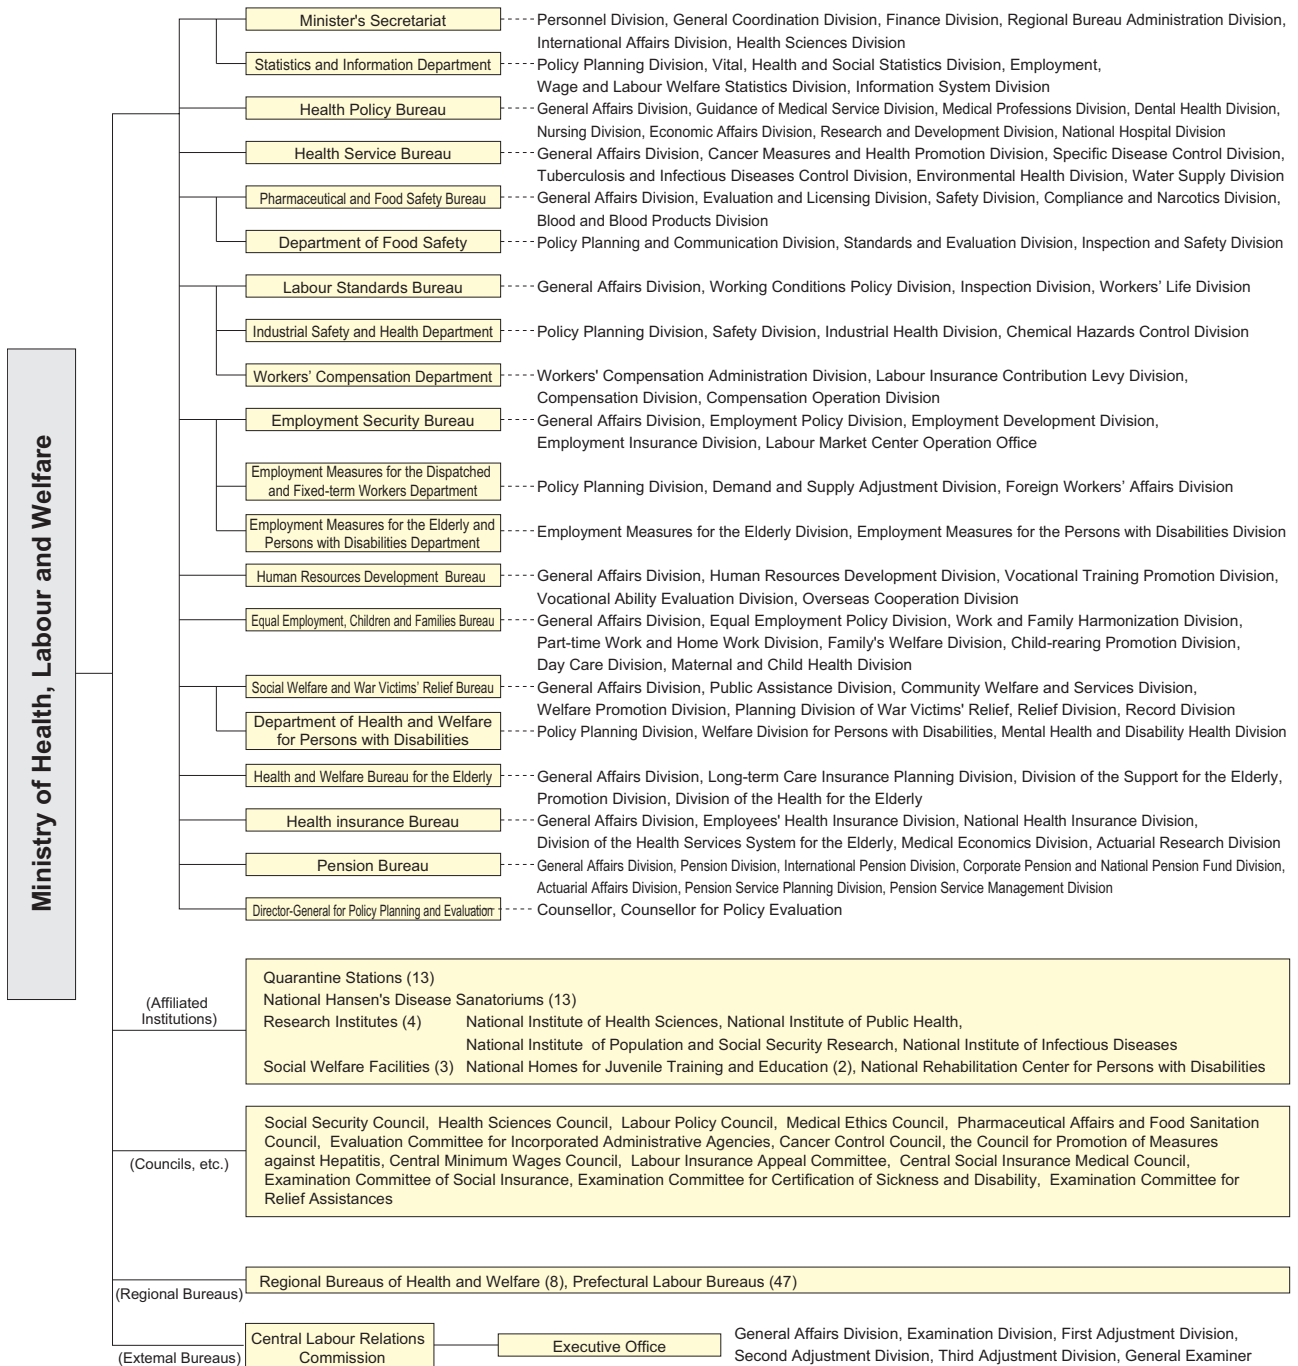 Ministry of Health, Labour and Welfare
Minister's Secretariat
Personnel Division, General Coordination Division, Finance Division, Regional Bureau Administration Division,
International Affairs Division, Health Sciences Division
Statistics and Information Department
Policy Planning Division, Vital, Health and Social Statistics Division, Employment,
Wage and Labour Welfare Statistics Division, Information System Division
Health Policy Bureau
General Affairs Division, Guidance of Medical Service Division, Medical Professions Division, Dental Health Division,
Nursing Division, Economic Affairs Division, Research and Development Division, National Hospital Division
Health Service Bureau
General Affairs Division, Cancer Measures and Health Promotion Division, Specific Disease Control Division,
Tuberculosis and Infectious Diseases Control Division, Environmental Health Division, Water Supply Division
Pharmaceutical and Food Safety Bureau
General Affairs Division, Evaluation and Licensing Division, Safety Division, Compliance and Narcotics Division,
Blood and Blood Products Division
Department of Food Safety
Policy Planning and Communication Division, Standards and Evaluation Division, Inspection and Safety Division
Labour Standards Bureau
General Affairs Division, Working Conditions Policy Division, Inspection Division, Workers' Life Division
Industrial Safety and Health Department
Policy Planning Division, Safety Division, Industrial Health Division, Chemical Hazards Control Division
Workers' Compensation Department
Workers' Compensation Administration Division, Labour Insurance Contribution Levy Division,
Compensation Division, Compensation Operation Division
Employment Security Bureau
General Affairs Division, Employment Policy Division, Employment Development Division,
Employment Insurance Division, Labour Market Center Operation Office
Employment Measures for the Dispatched
and Fixed-term Workers Department
Policy Planning Division, Demand and Supply Adjustment Division, Foreign Workers' Affairs Division
Employment Measures for the Elderly and
Persons with Disabilities Department
Employment Measures for the Elderly Division, Employment Measures for the Persons with Disabilities Division
Human Resources Development Bureau
General Affairs Division, Human Resources Development Division, Vocational Training Promotion Division,
Vocational Ability Evaluation Division, Overseas Cooperation Division
Equal Employment, Children and Families Bureau
General Affairs Division, Equal Employment Policy Division, Work and Family Harmonization Division,
Part-time Work and Home Work Division, Family's Welfare Division, Child-rearing Promotion Division,
Day Care Division, Maternal and Child Health Division
Social Welfare and War Victims' Relief Bureau
General Affairs Division, Public Assistance Division, Community Welfare and Services Division,
Welfare Promotion Division, Planning Division of War Victims' Relief, Relief Division, Record Division
Department of Health and Welfare
for Persons with Disabilities
Policy Planning Division, Welfare Division for Persons with Disabilities, Mental Health and Disability Health Division
Health and Welfare Bureau for the Elderly
General Affairs Division, Long-term Care Insurance Planning Division, Division of the Support for the Elderly,
Promotion Division, Division of the Health for the Elderly
Health insurance Bureau
General Affairs Division, Employees' Health Insurance Division, National Health Insurance Division,
Division of the Health Services System for the Elderly, Medical Economics Division, Actuarial Research Division
Pension Bureau
General Affairs Division, Pension Division, International Pension Division, Corporate Pension and National Pension Fund Division,
Actuarial Affairs Division, Pension Service Planning Division, Pension Service Management Division
Director-General for Policy Planning and Evaluation
Counsellor, Counsellor for Policy Evaluation
(Affiliated
Institutions)
Quarantine Stations (13)
National Hansen's Disease Sanatoriums (13)
Research Institutes (4) National Institute of Health Sciences, National Institute of Public Health,
National Institute of Population and Social Security Research, National Institute of Infectious Diseases
Social Welfare Facilities (3) National Homes for Juvenile Training and Education (2), National Rehabilitation Center for Persons with Disabilities
(Councils, etc.)
Social Security Council, Health Sciences Council, Labour Policy Council, Medical Ethics Council, Pharmaceutical Affairs and Food Sanitation
Council, Evaluation Committee for Incorporated Administrative Agencies, Cancer Control Council, the Council for Promotion of Measures
against Hepatitis, Central Minimum Wages Council, Labour Insurance Appeal Committee, Central Social Insurance Medical Council,
Examination Committee of Social Insurance, Examination Committee for Certification of Sickness and Disability, Examination Committee for
Relief Assistances
(Regional Bureaus)
Regional Bureaus of Health and Welfare (8), Prefectural Labour Bureaus (47)
(External Bureaus)
Central Labour Relations
Commission
Executive Office
General Affairs Division, Examination Division, First Adjustment Division,
Second Adjustment Division, Third Adjustment Division, General Examiner